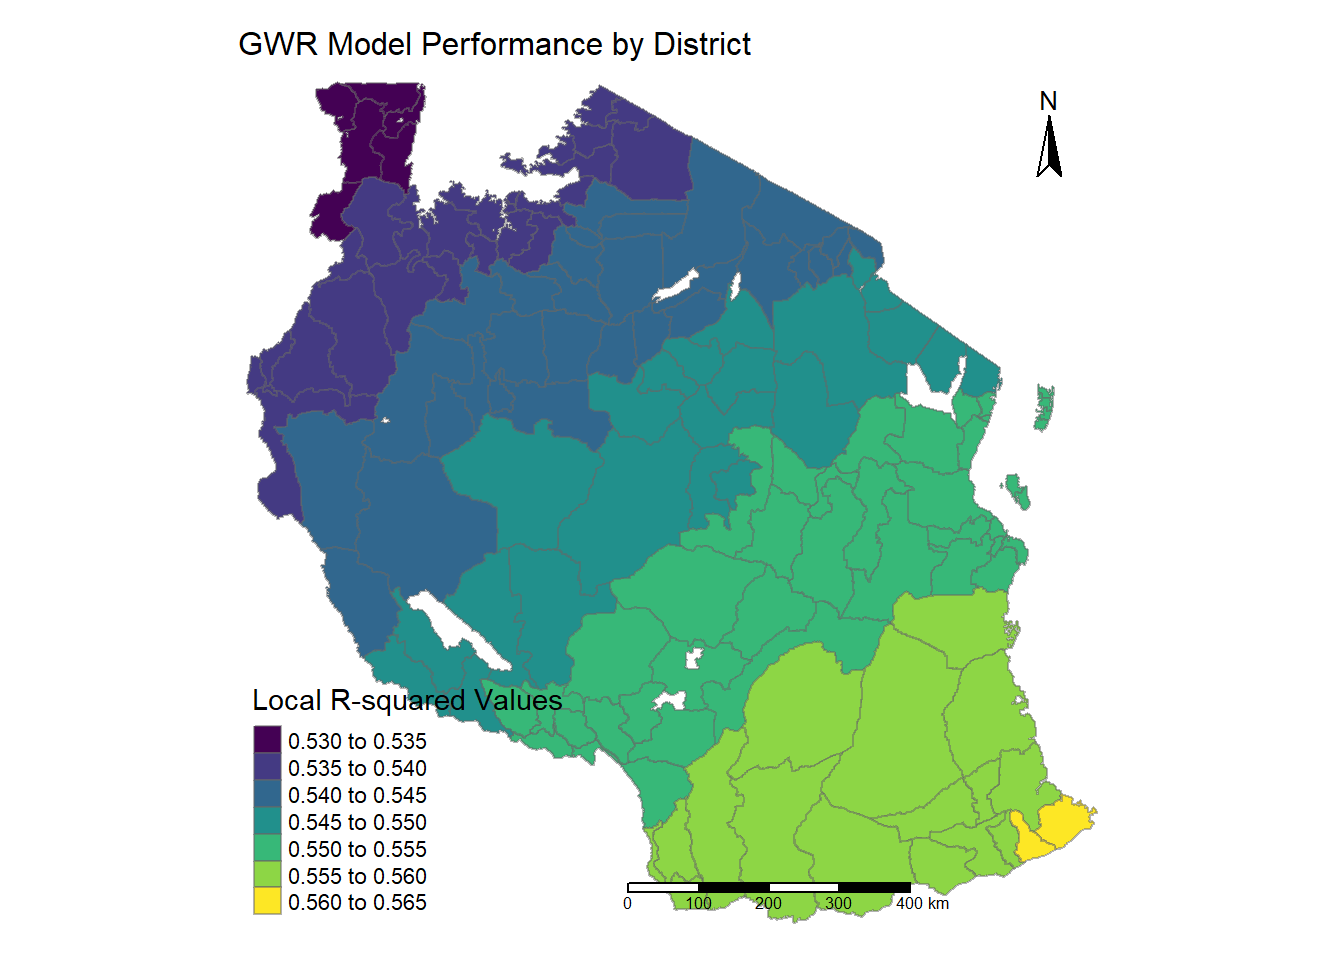 GWR Model Performance by District
N
Local R-squared Values
0.530 to 0.535
0.535 to 0.540
0.540 to 0.545
0.545 to 0.550
0.550 to 0.555
0.555 to 0.560
0.560 to 0.565
0 100 200 300 400 km